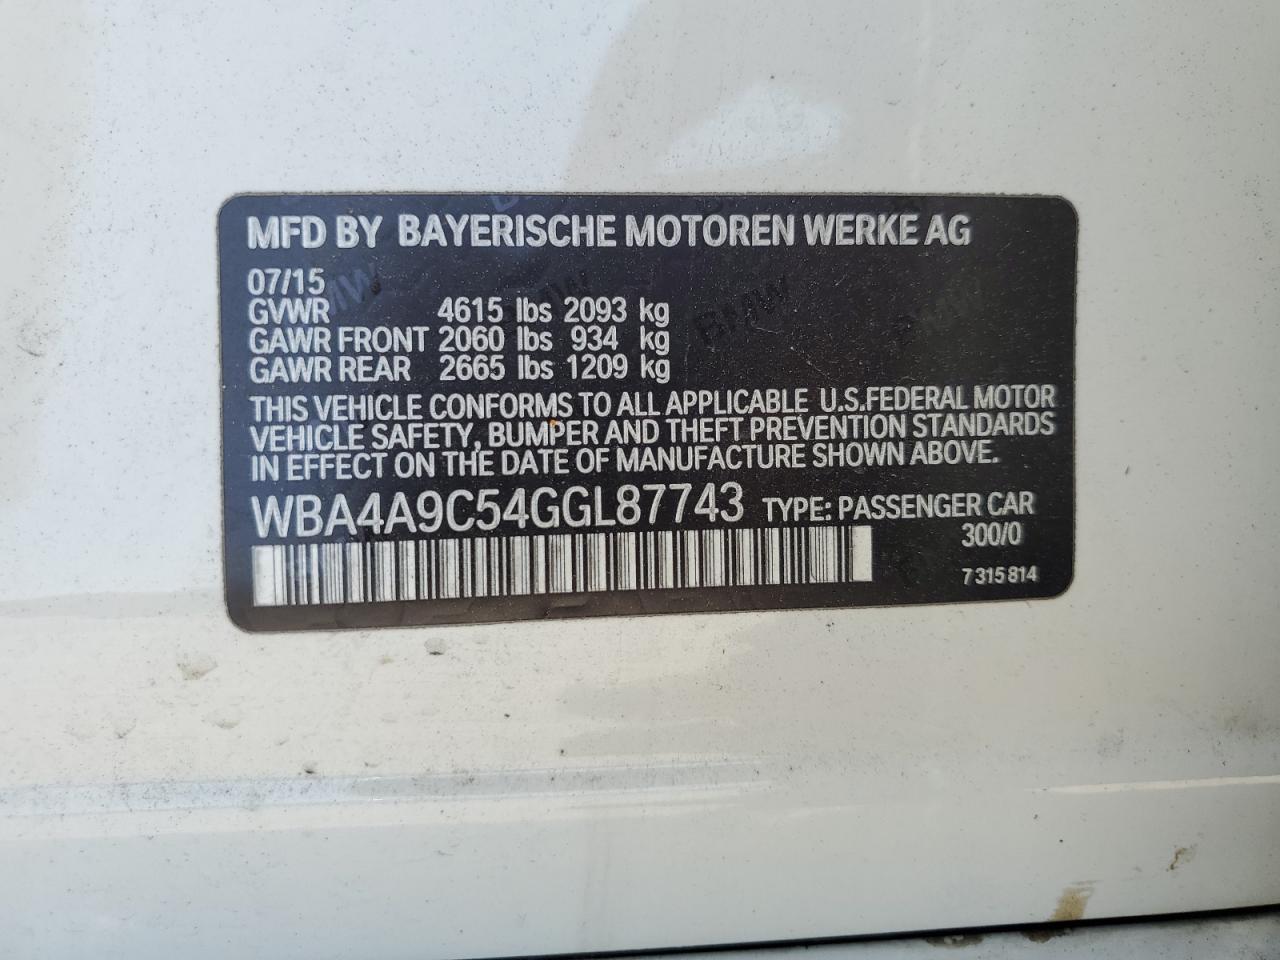 MFD BY BAYERISCHE MOTOREN WERKE AG
07/15
GVWR 4615 lbs 2093 kg
GAWR FRONT 2060 lbs 934 kg
GAWR REAR 2665 lbs 1209 kg
THIS VEHICLE CONFORMS TO ALL APPLICABLE U.S.FEDERAL MOTOR
VEHICLE SAFETY, BUMPER AND THEFT PREVENTION STANDARDS
IN EFFECT ON THE DATE OF MANUFACTURE SHOWN ABOVE.
WBA4A9C54GGL87743 TYPE: PASSENGER CAR
300/0
7 315 814